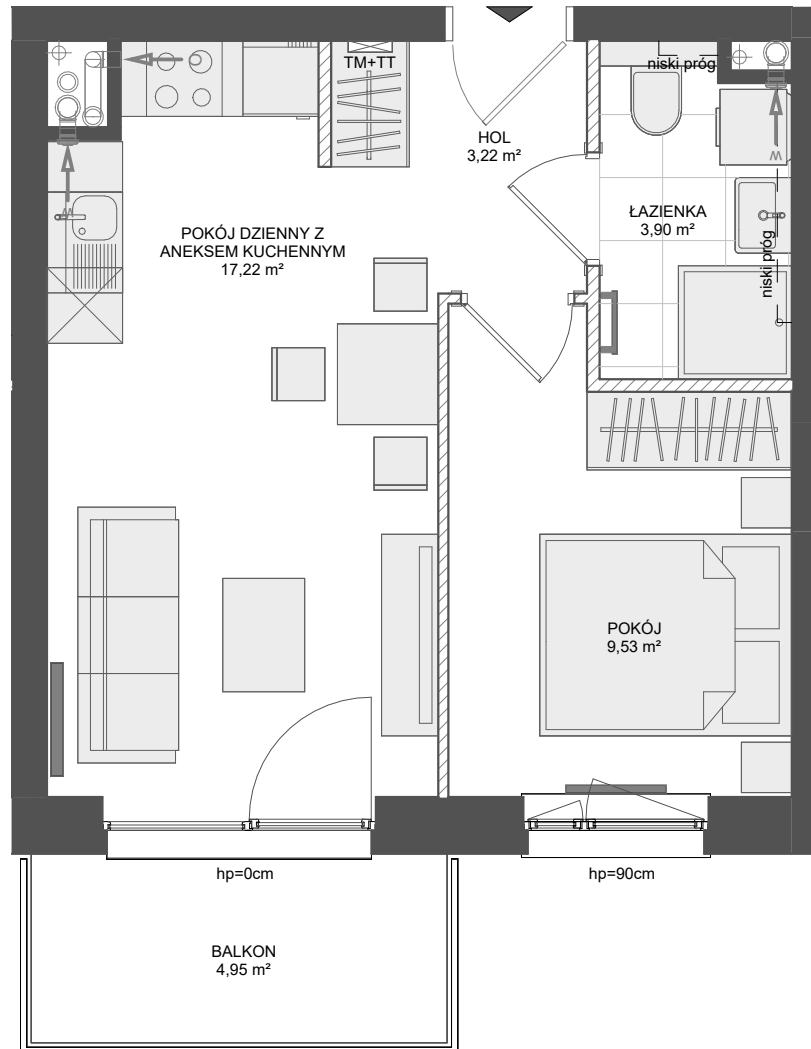 TM+TT
niski próg
HOL
3,22 m²
POKÓJ DZIENNY Z
ANEKSEM KUCHENNYM
17,22 m²
ŁAZIENKA
3,90 m²
niski próg
POKÓJ
9,53 m²
hp=0cm
hp=90cm
BALKON
4,95 m²